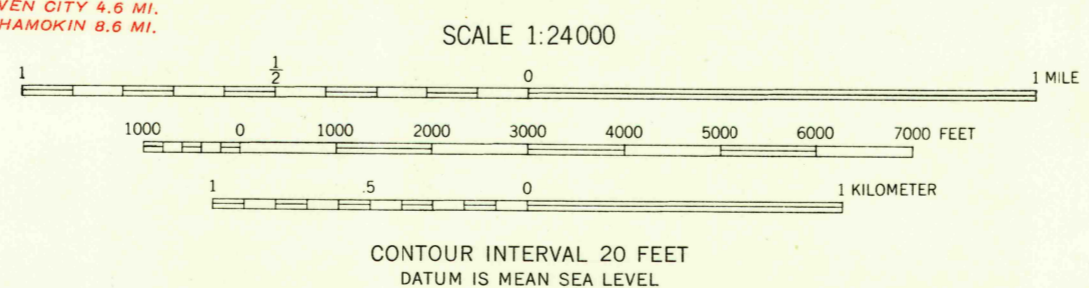 VEN CITY 4.6 MI.
HAMOKIN 8.6 MI.
SCALE 1:24000
1 ½ 0 1 MILE
1000 0 1000 2000 3000 4000 5000 6000 7000 FEET
1 .5 0 1 KILOMETER
CONTOUR INTERVAL 20 FEET
DATUM IS MEAN SEA LEVEL